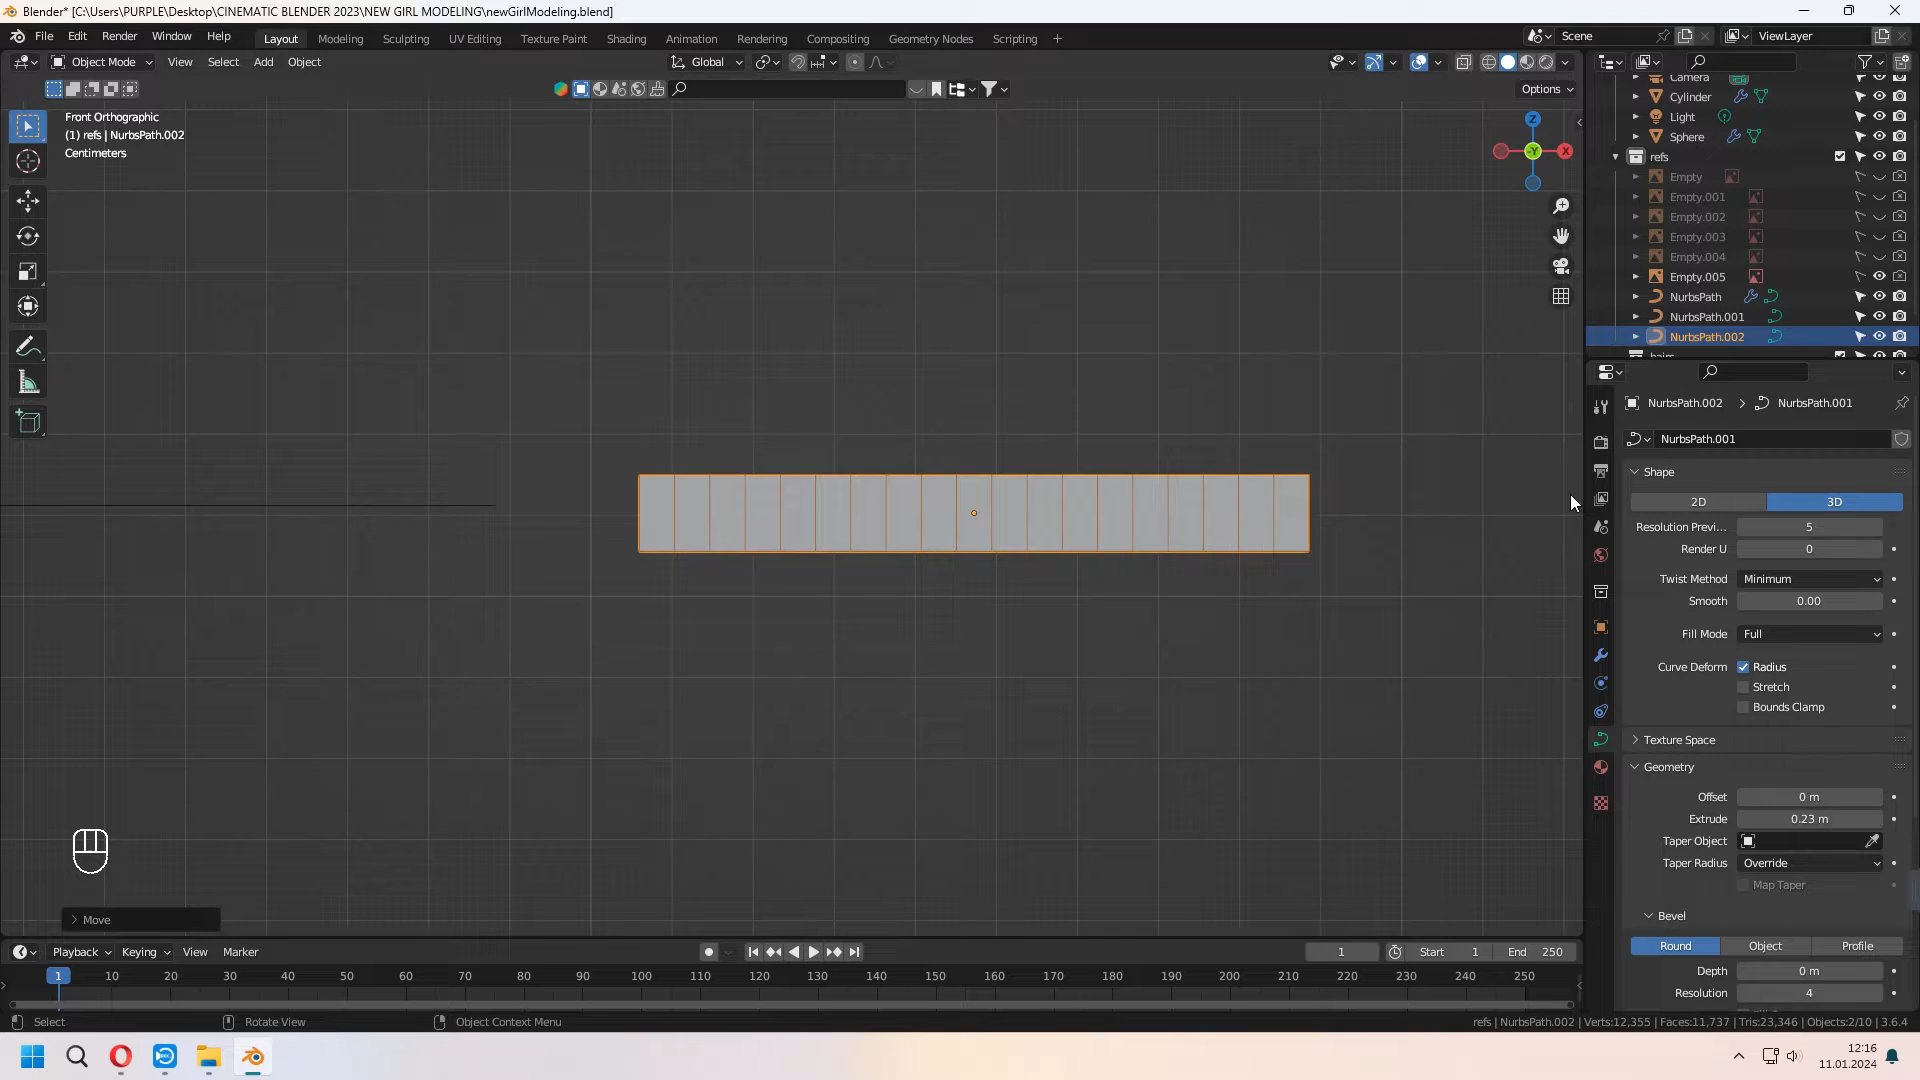 Blender* [C:\Users\PURPLE\Desktop\CINEMATIC BLENDER 2023\NEW GIRL MODELING\newGirlModeling.blend]
File Edit Render Window Help
Layout Modeling Sculpting UV Editing Texture Paint Shading Animation Rendering Compositing Geometry Nodes Scripting +
Scene
ViewLayer
Object Mode View Select Add Object
Global
Options
Front Orthographic
(1) refs | NurbsPath.002
Centimeters
Z
-Y
X
Camera
Cylinder
Light
Sphere
refs
Empty
Empty.001
Empty.002
Empty.003
Empty.004
Empty.005
NurbsPath
NurbsPath.001
NurbsPath.002
hairs
NurbsPath.002 > NurbsPath.001
NurbsPath.001
Shape
2D 3D
Resolution Previ... 5
Render U 0
Twist Method Minimum
Smooth 0.00
Fill Mode Full
Curve Deform Radius
Stretch
Bounds Clamp
Texture Space
Geometry
Offset 0 m
Extrude 0.23 m
Taper Object
Taper Radius Override
Map Taper
Bevel
Round Object Profile
Depth 0 m
Resolution 4
Move
Playback Keying View Marker
1 Start 1 End 250
1 10 20 30 40 50 60 70 80 90 100 110 120 130 140 150 160 170 180 190 200 210 220 230 240 250
Select Rotate View Object Context Menu
refs | NurbsPath.002 | Verts:12,355 | Faces:11,737 | Tris:23,346 | Objects:2/10 | 3.6.4
12:16
11.01.2024